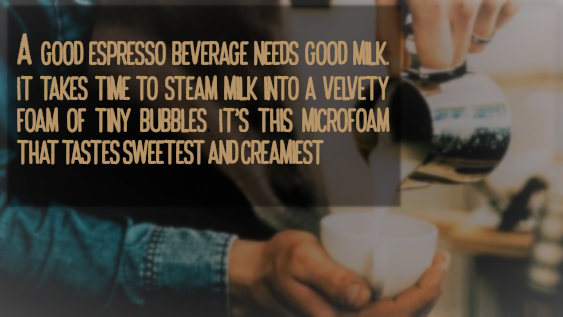 A GOOD ESPRESSO BEVERAGE NEEDS GOOD MILK.
IT TAKES TIME TO STEAM MILK INTO A VELVETY
FOAM OF TINY BUBBLES IT'S THIS MICROFOAM
THAT TASTES SWEETEST AND CREAMIEST